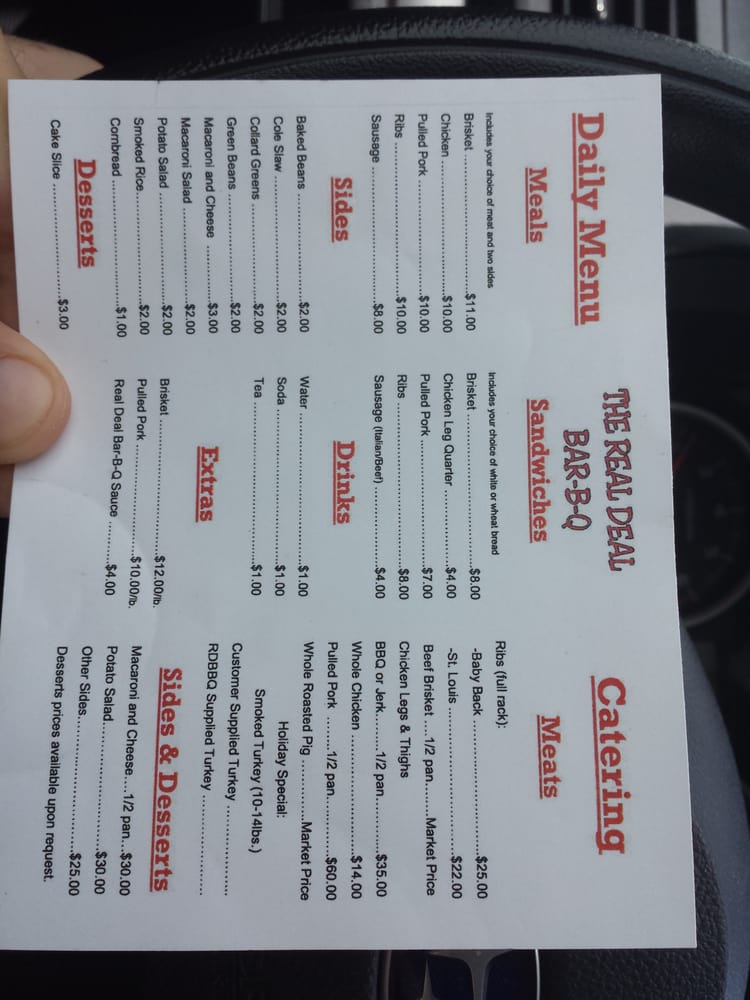 THE REAL DEAL
BAR-B-Q
Daily Menu
Meals
Includes your choice of meat and two sides
Brisket ........................$11.00
Chicken ........................$10.00
Pulled Pork ........................$10.00
Ribs ........................$10.00
Sausage ........................$8.00
Sides
Baked Beans ........................$2.00
Cole Slaw ........................$2.00
Collard Greens ........................$2.00
Green Beans ........................$2.00
Macaroni and Cheese ..........$3.00
Macaroni Salad ........................$2.00
Potato Salad ........................$2.00
Smoked Rice ........................$2.00
Cornbread ........................$1.00
Desserts
Cake Slice ........................$3.00
Sandwiches
Includes your choice of white or wheat bread
Brisket ........................$8.00
Chicken Leg Quarter ................$4.00
Pulled Pork ........................$7.00
Ribs ........................$8.00
Sausage (Italian/Beef) ................$4.00
Drinks
Water ........................$1.00
Soda ........................$1.00
Tea ........................$1.00
Extras
Brisket ........................$12.00/lb.
Pulled Pork ........................$10.00/lb.
Real Deal Bar-B-Q Sauce ..........$4.00
Catering
Meats
Ribs (full rack):
-Baby Back ........................$25.00
-St. Louis ........................$22.00
Beef Brisket ....1/2 pan........Market Price
Chicken Legs & Thighs
BBQ or Jerk........1/2 pan............$35.00
Whole Chicken ........................$14.00
Pulled Pork ........1/2 pan............$60.00
Whole Roasted Pig ............Market Price
Holiday Special:
Smoked Turkey (10-14lbs.)
Customer Supplied Turkey ....................
RDBBQ Supplied Turkey ....................
Sides & Desserts
Macaroni and Cheese....1/2 pan...$30.00
Potato Salad........................$30.00
Other Sides........................$25.00
Desserts prices available upon request.